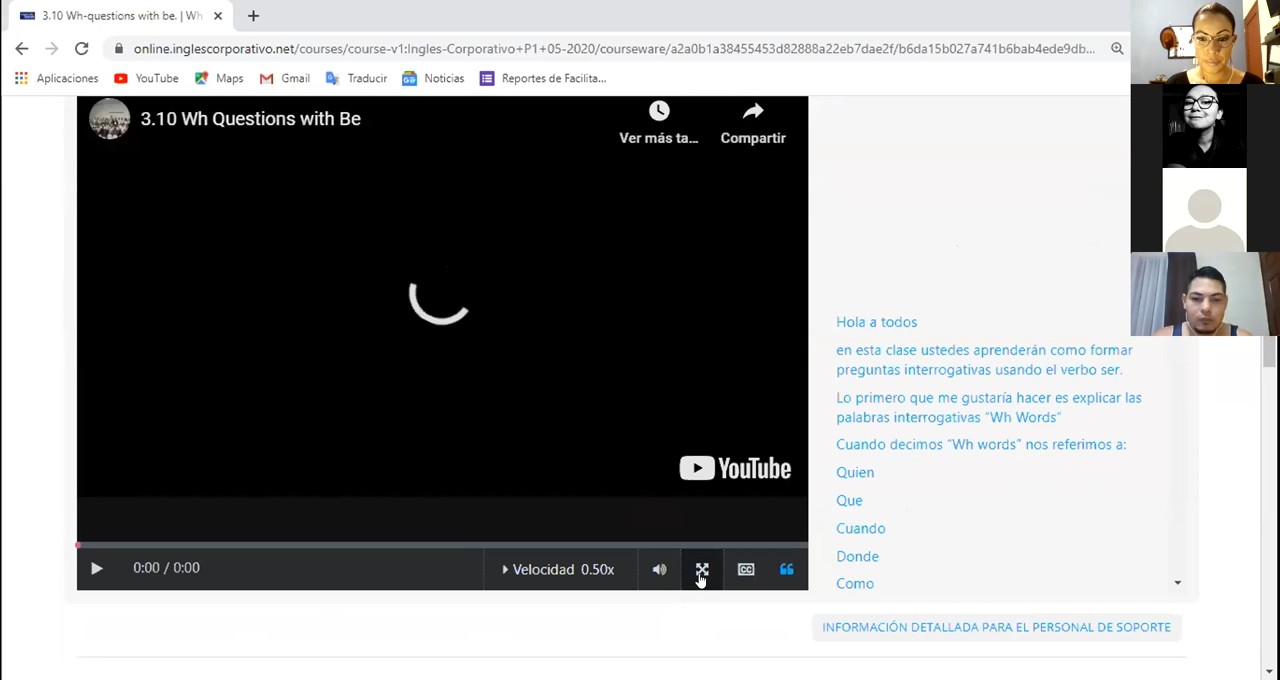 3.10 Wh-questions with be. | Wh
online.inglescorporativo.net/courses/course-v1:Ingles-Corporativo+P1+05-2020/courseware/a2a0b1a38455453d82888a22eb7dae2f/b6da15b027a741b6bab4ede9db...
Aplicaciones YouTube Maps Gmail Traducir Noticias Reportes de Facilita...
3.10 Wh Questions with Be
Ver más ta... Compartir
YouTube
0:00 / 0:00 Velocidad 0.50x CC
Hola a todos
en esta clase ustedes aprenderán como formar
preguntas interrogativas usando el verbo ser.
Lo primero que me gustaría hacer es explicar las
palabras interrogativas “Wh Words”
Cuando decimos “Wh words” nos referimos a:
Quien
Que
Cuando
Donde
Como
INFORMACIÓN DETALLADA PARA EL PERSONAL DE SOPORTE